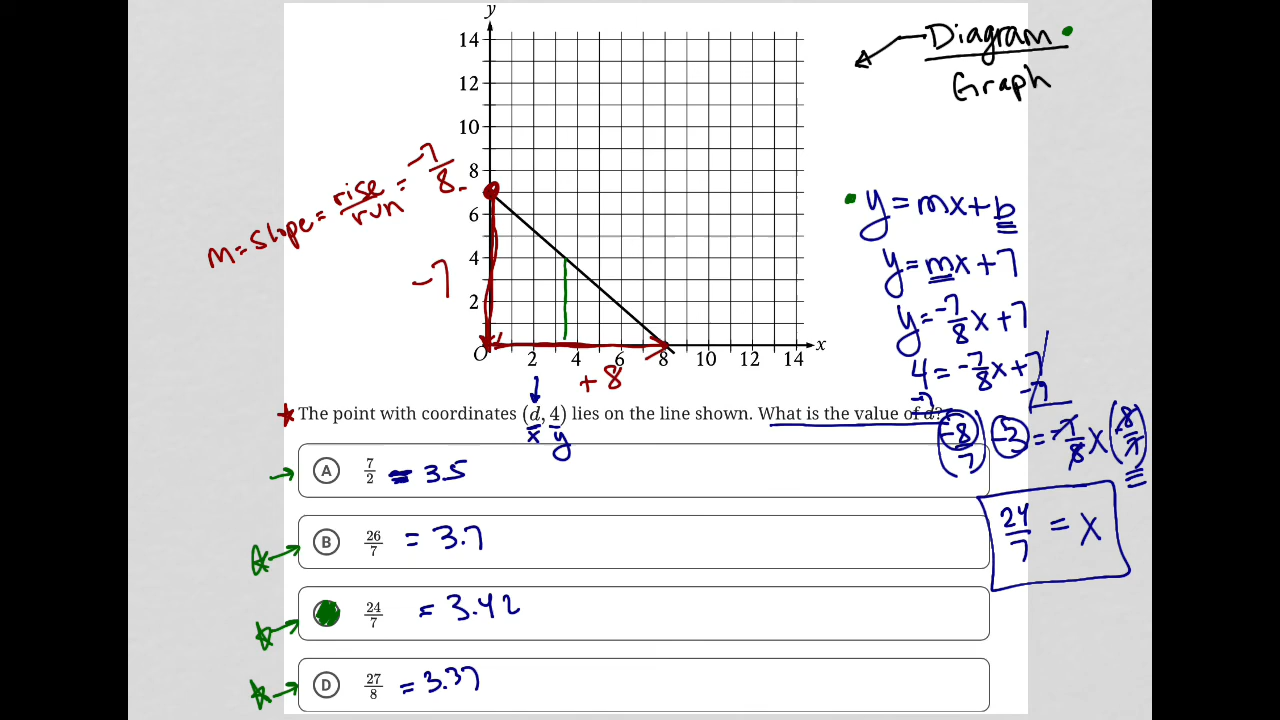 Diagram
Graph
y
14
12
10
8
6
4
2
O
2
4
6
8
10
12
14
x
m=slope=rise/run=-7/8
-7
+8
y=mx+b
y=mx+7
y=-7/8x+7
4=-7/8x+7
-7 -7
(-8/7)-3=-7/8x(-8/7)
24/7=x
The point with coordinates (d, 4) lies on the line shown. What is the value of d?
x y
A 7/2 = 3.5
B 26/7 = 3.7
24/7 = 3.42
D 27/8 = 3.37